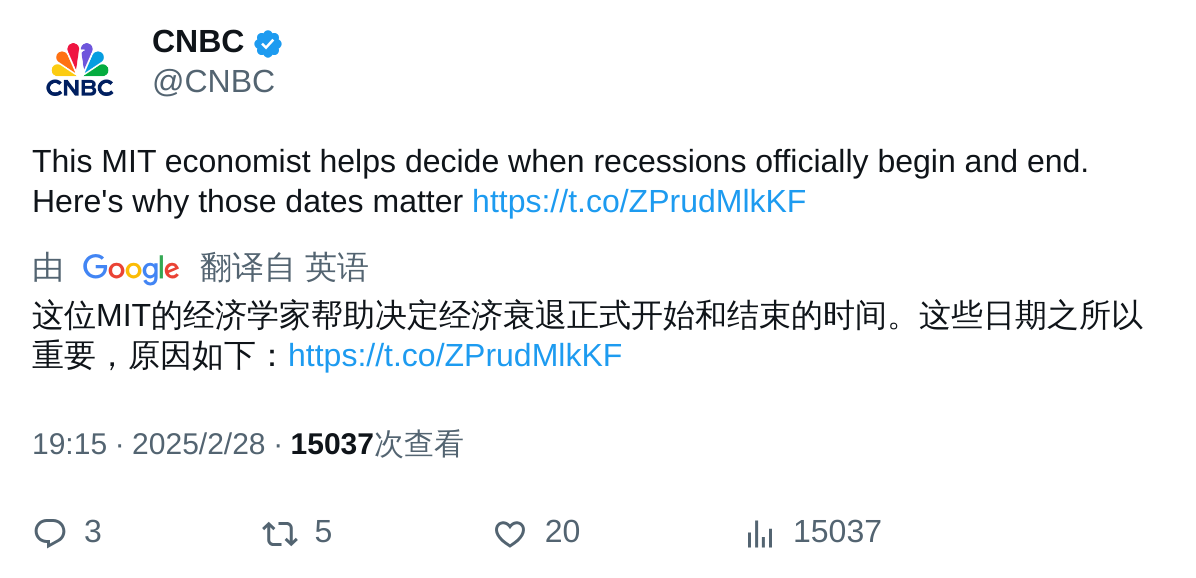 CNBC
CNBC
@CNBC
This MIT economist helps decide when recessions officially begin and end.
Here's why those dates matter https://t.co/ZPrudMlkKF
由 Google 翻译自 英语
这位MIT的经济学家帮助决定经济衰退正式开始和结束的时间。这些日期之所以
重要，原因如下：https://t.co/ZPrudMlkKF
19:15 · 2025/2/28 · 15037次查看
3 5 20 15037